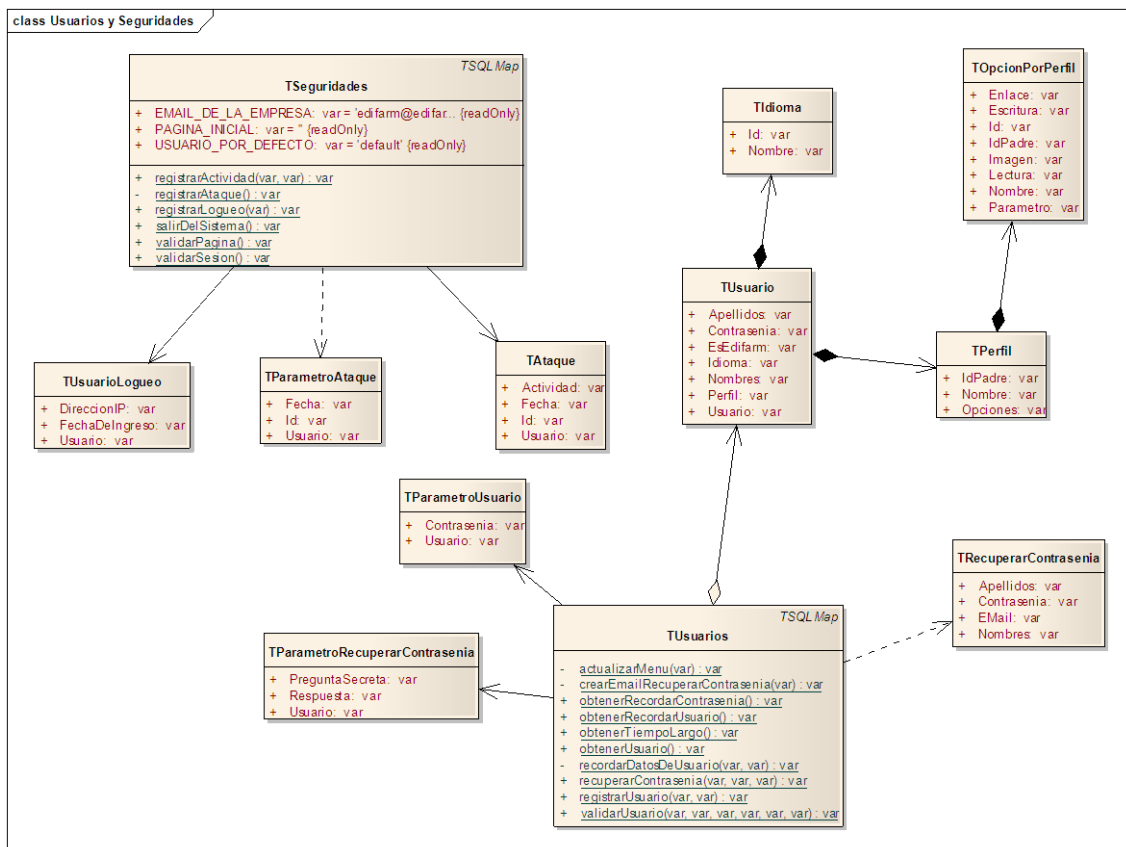 class Usuarios y Seguridades
TSQLMap
TSeguridades
+ EMAIL_DE_LA_EMPRESA: var = 'edifarm@edifar... {readOnly}
+ PAGINA_INICIAL: var = '' {readOnly}
+ USUARIO_POR_DEFECTO: var = 'default' {readOnly}
+ registrarActividad(var, var) : var
- registrarAtaque() : var
+ registrarLogueo(var) : var
+ salirDelSistema() : var
+ validarPagina() : var
+ validarSesion() : var
TIdioma
+ Id: var
+ Nombre: var
TOpcionPorPerfil
+ Enlace: var
+ Escritura: var
+ Id: var
+ IdPadre: var
+ Imagen: var
+ Lectura: var
+ Nombre: var
+ Parametro: var
TUsuario
+ Apellidos: var
+ Contrasenia: var
+ EsEdifarm: var
+ Idioma: var
+ Nombres: var
+ Perfil: var
+ Usuario: var
TPerfil
+ IdPadre: var
+ Nombre: var
+ Opciones: var
TUsuarioLogueo
+ DireccionIP: var
+ FechaDeIngreso: var
+ Usuario: var
TParametroAtaque
+ Fecha: var
+ Id: var
+ Usuario: var
TAtaque
+ Actividad: var
+ Fecha: var
+ Id: var
+ Usuario: var
TParametroUsuario
+ Contrasenia: var
+ Usuario: var
TRecuperarContrasenia
+ Apellidos: var
+ Contrasenia: var
+ EMail: var
+ Nombres: var
TParametroRecuperarContrasenia
+ PreguntaSecreta: var
+ Respuesta: var
+ Usuario: var
TSQLMap
TUsuarios
- actualizarMenu(var) : var
- crearEmailRecuperarContrasenia(var) : var
+ obtenerRecordarContrasenia() : var
+ obtenerRecordarUsuario() : var
+ obtenerTiempoLargo() : var
+ obtenerUsuario() : var
- recordarDatosDeUsuario(var, var) : var
+ recuperarContrasenia(var, var, var) : var
+ registrarUsuario(var, var) : var
+ validarUsuario(var, var, var, var, var, var) : var